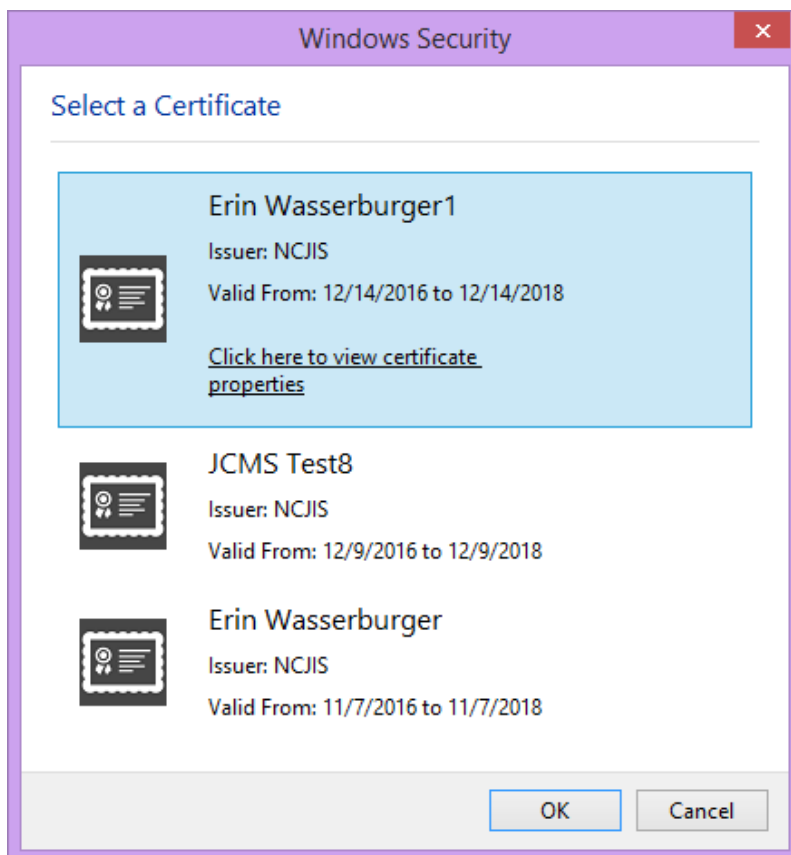 Windows Security
Select a Certificate
Erin Wasserburger1
Issuer: NCJIS
Valid From: 12/14/2016 to 12/14/2018
Click here to view certificate
properties
JCMS Test8
Issuer: NCJIS
Valid From: 12/9/2016 to 12/9/2018
Erin Wasserburger
Issuer: NCJIS
Valid From: 11/7/2016 to 11/7/2018
OK Cancel